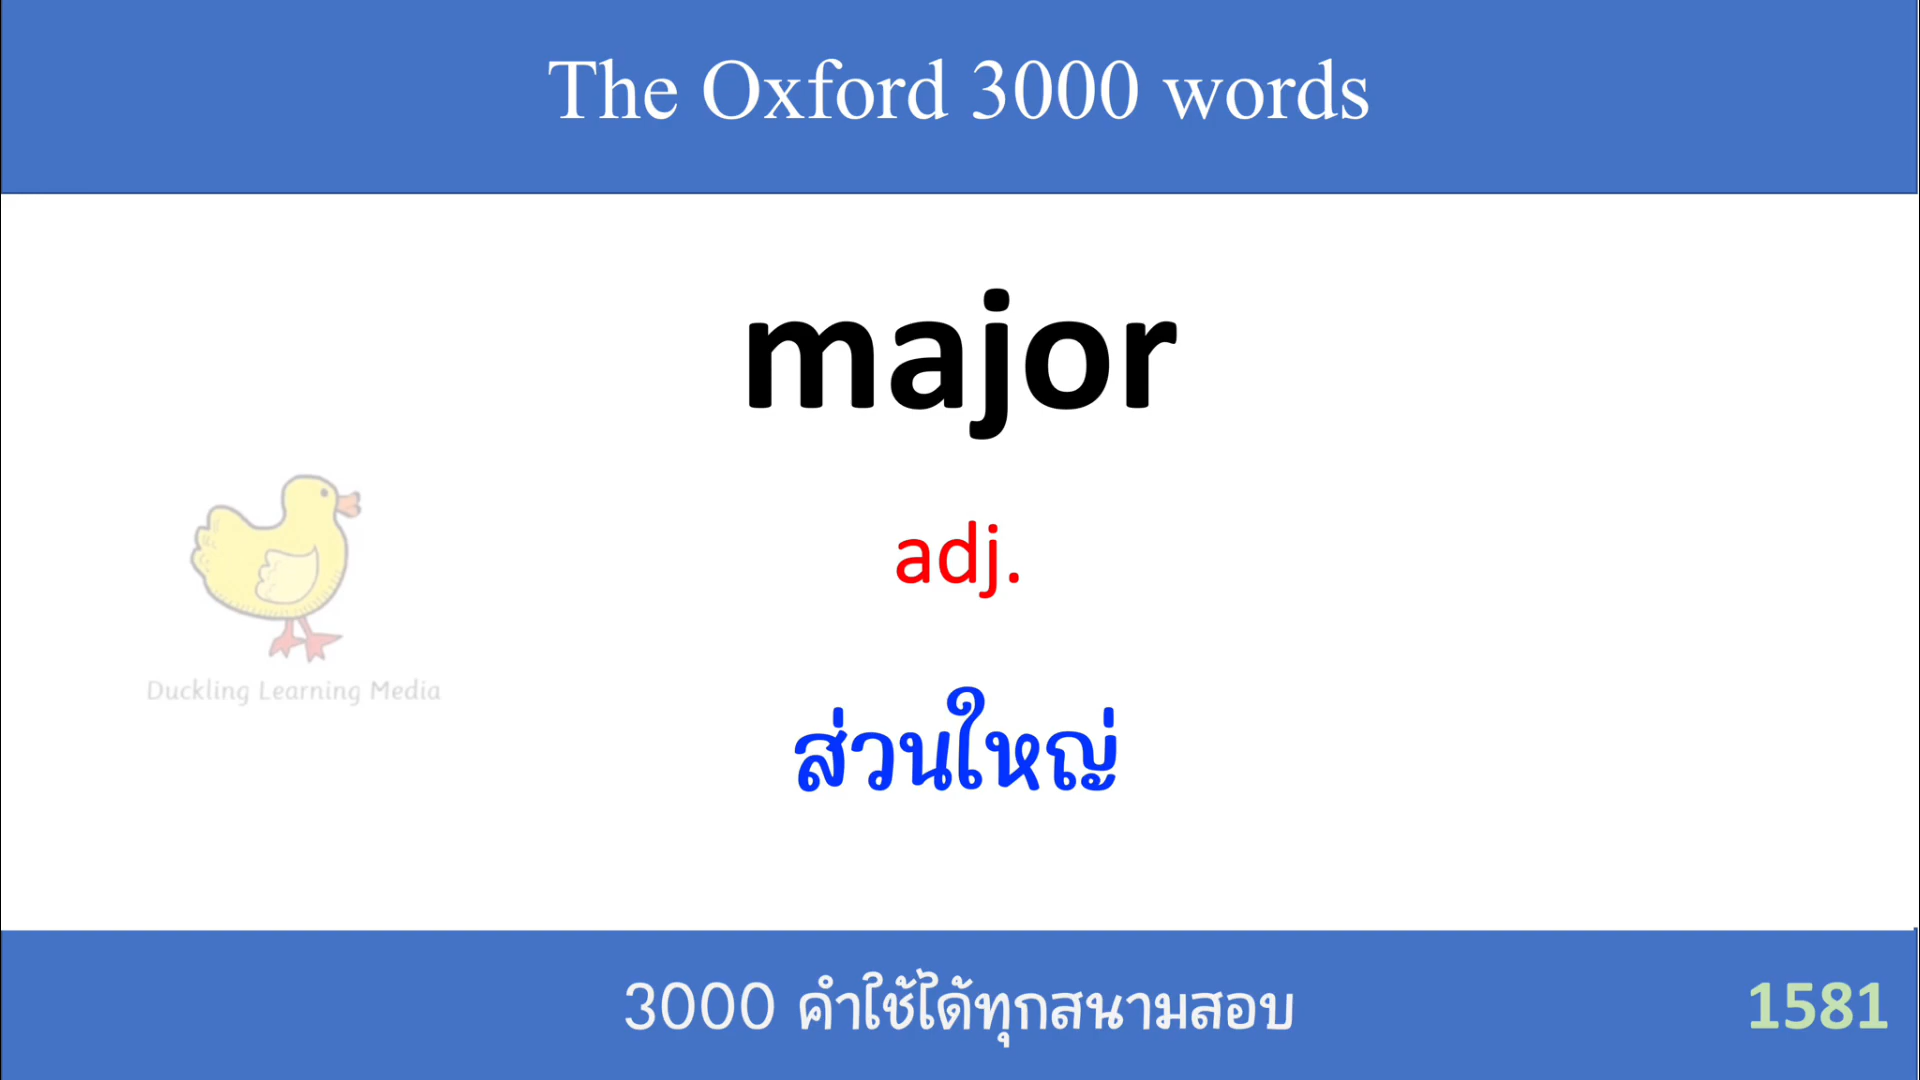 The Oxford 3000 words
major
adj.
Duckling Learning Media
ส่วนใหญ่
3000 คำใช้ได้ทุกสนามสอบ
1581